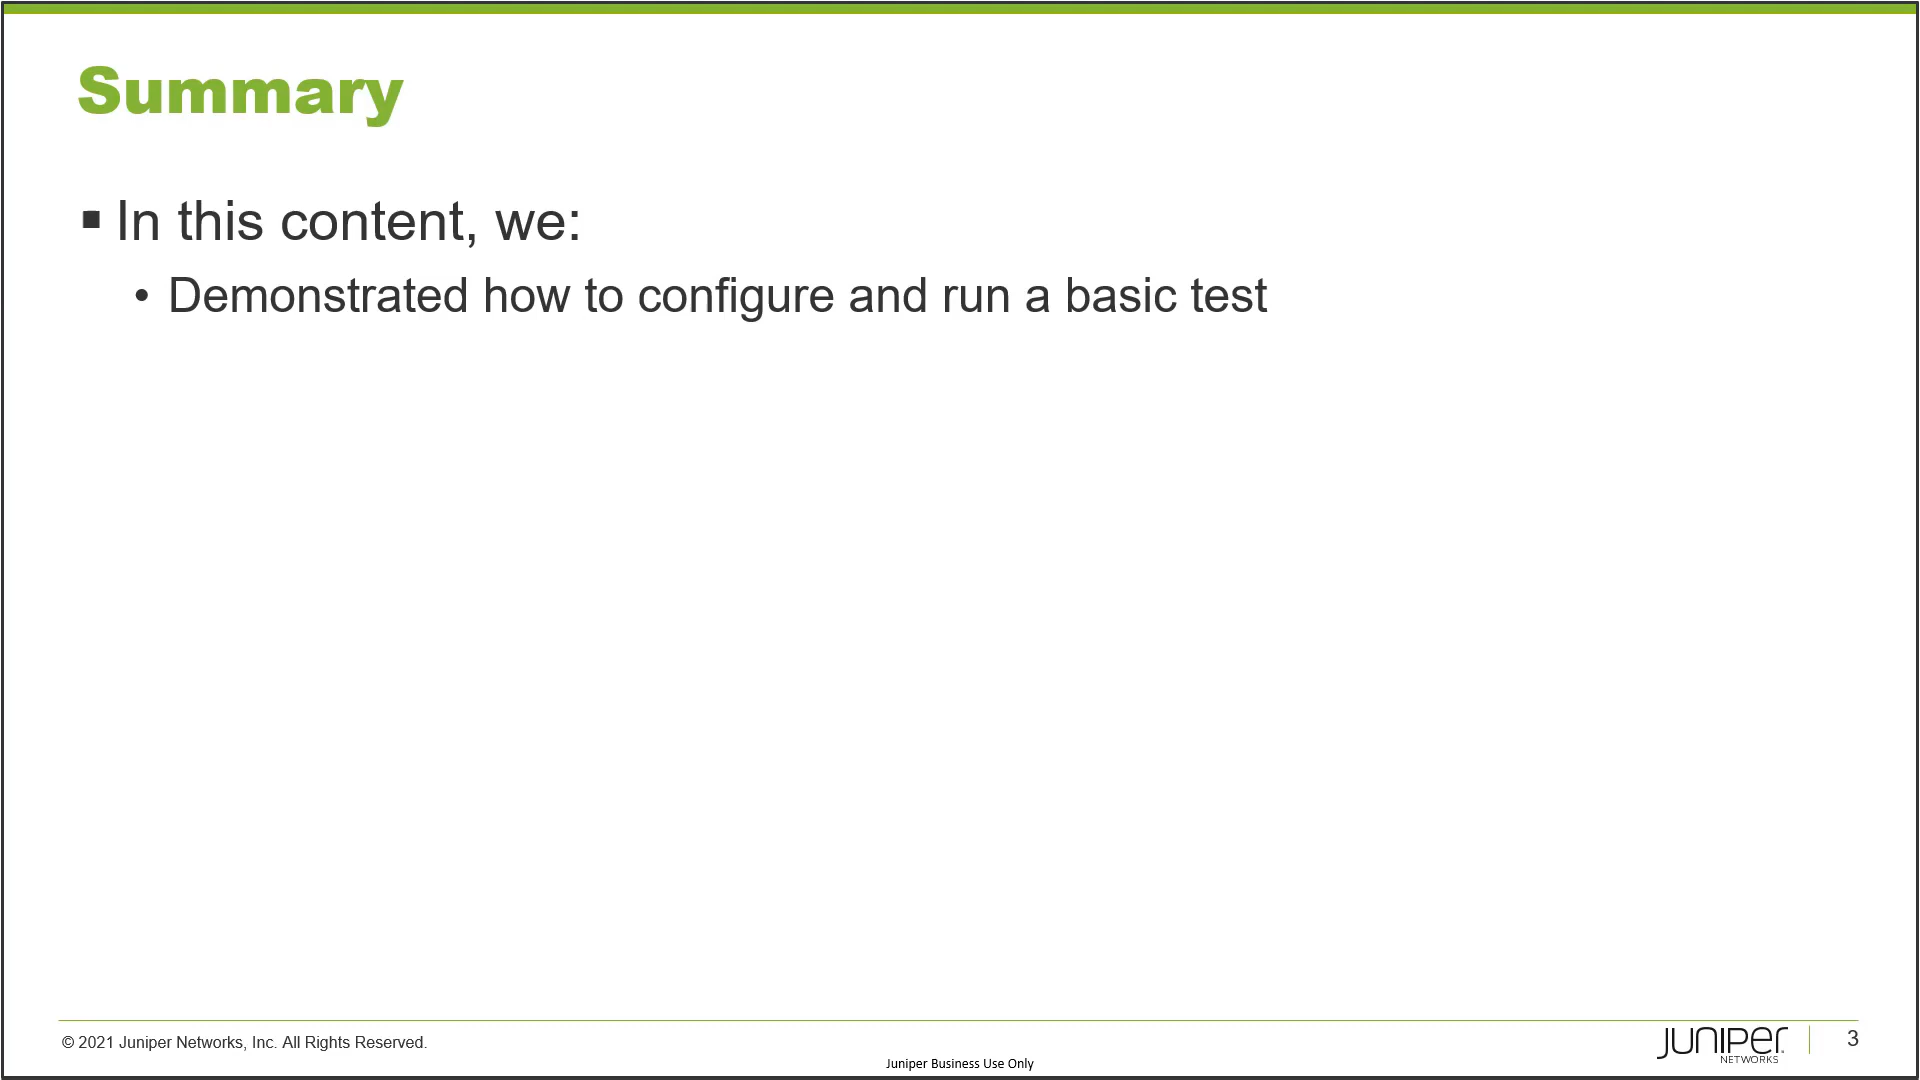 Summary
▪ In this content, we:
• Demonstrated how to configure and run a basic test
© 2021 Juniper Networks, Inc. All Rights Reserved.
Juniper Business Use Only
JUNIPEr
NETWORKS
3